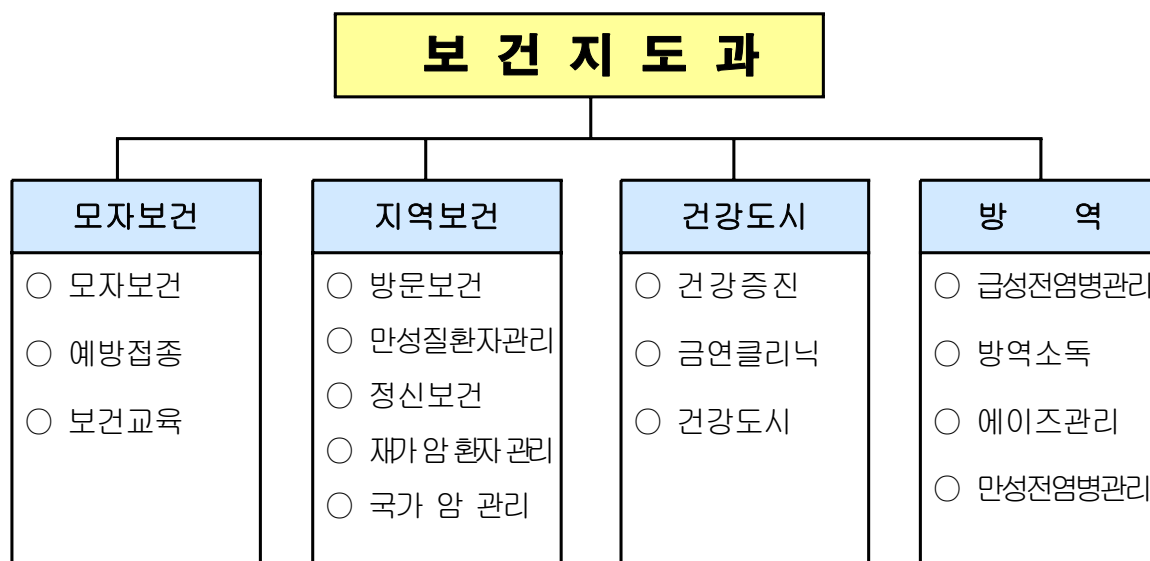 보 건 지 도 과
모자보건
○ 모자보건
○ 예방접종
○ 보건교육
지역보건
○ 방문보건
○ 만성질환자관리
○ 정신보건
○ 재가 암 환자 관리
○ 국가 암 관리
건강도시
○ 건강증진
○ 금연클리닉
○ 건강도시
방 역
○ 급성전염병관리
○ 방역소독
○ 에이즈관리
○ 만성전염병관리